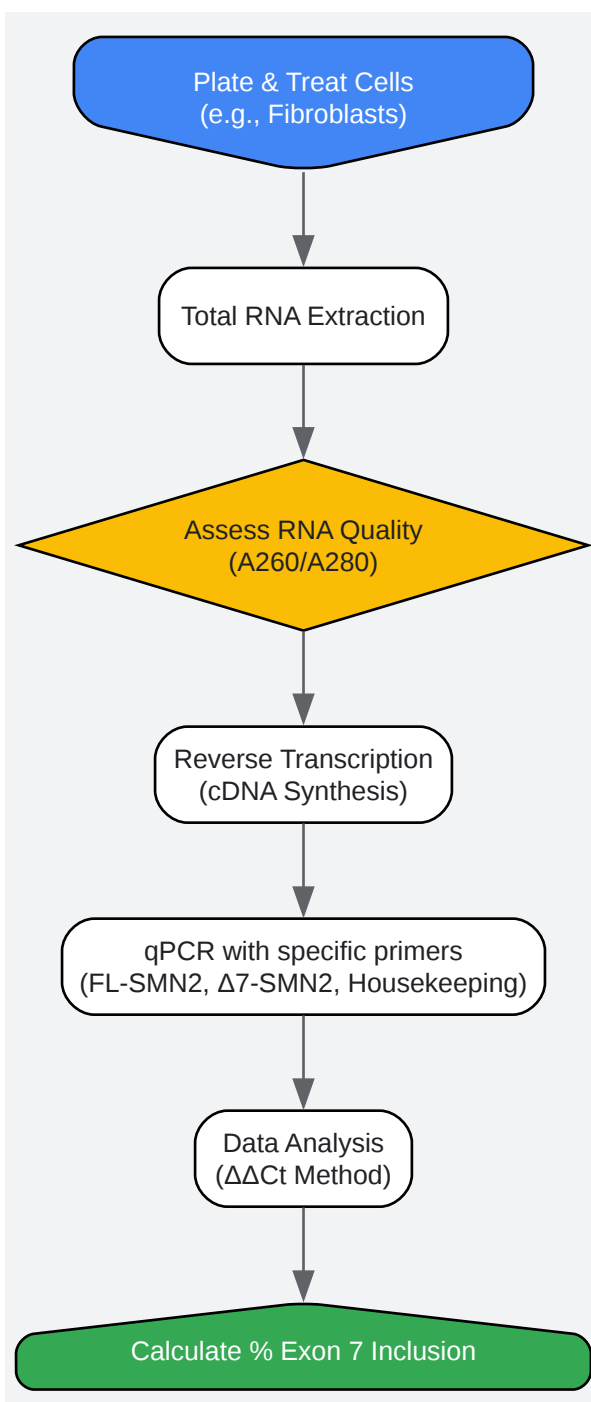 Plate & Treat Cells
(e.g., Fibroblasts)
Total RNA Extraction
Assess RNA Quality
(A260/A280)
Reverse Transcription
(cDNA Synthesis)
qPCR with specific primers
(FL-SMN2, Δ7-SMN2, Housekeeping)
Data Analysis
(ΔΔCt Method)
Calculate % Exon 7 Inclusion